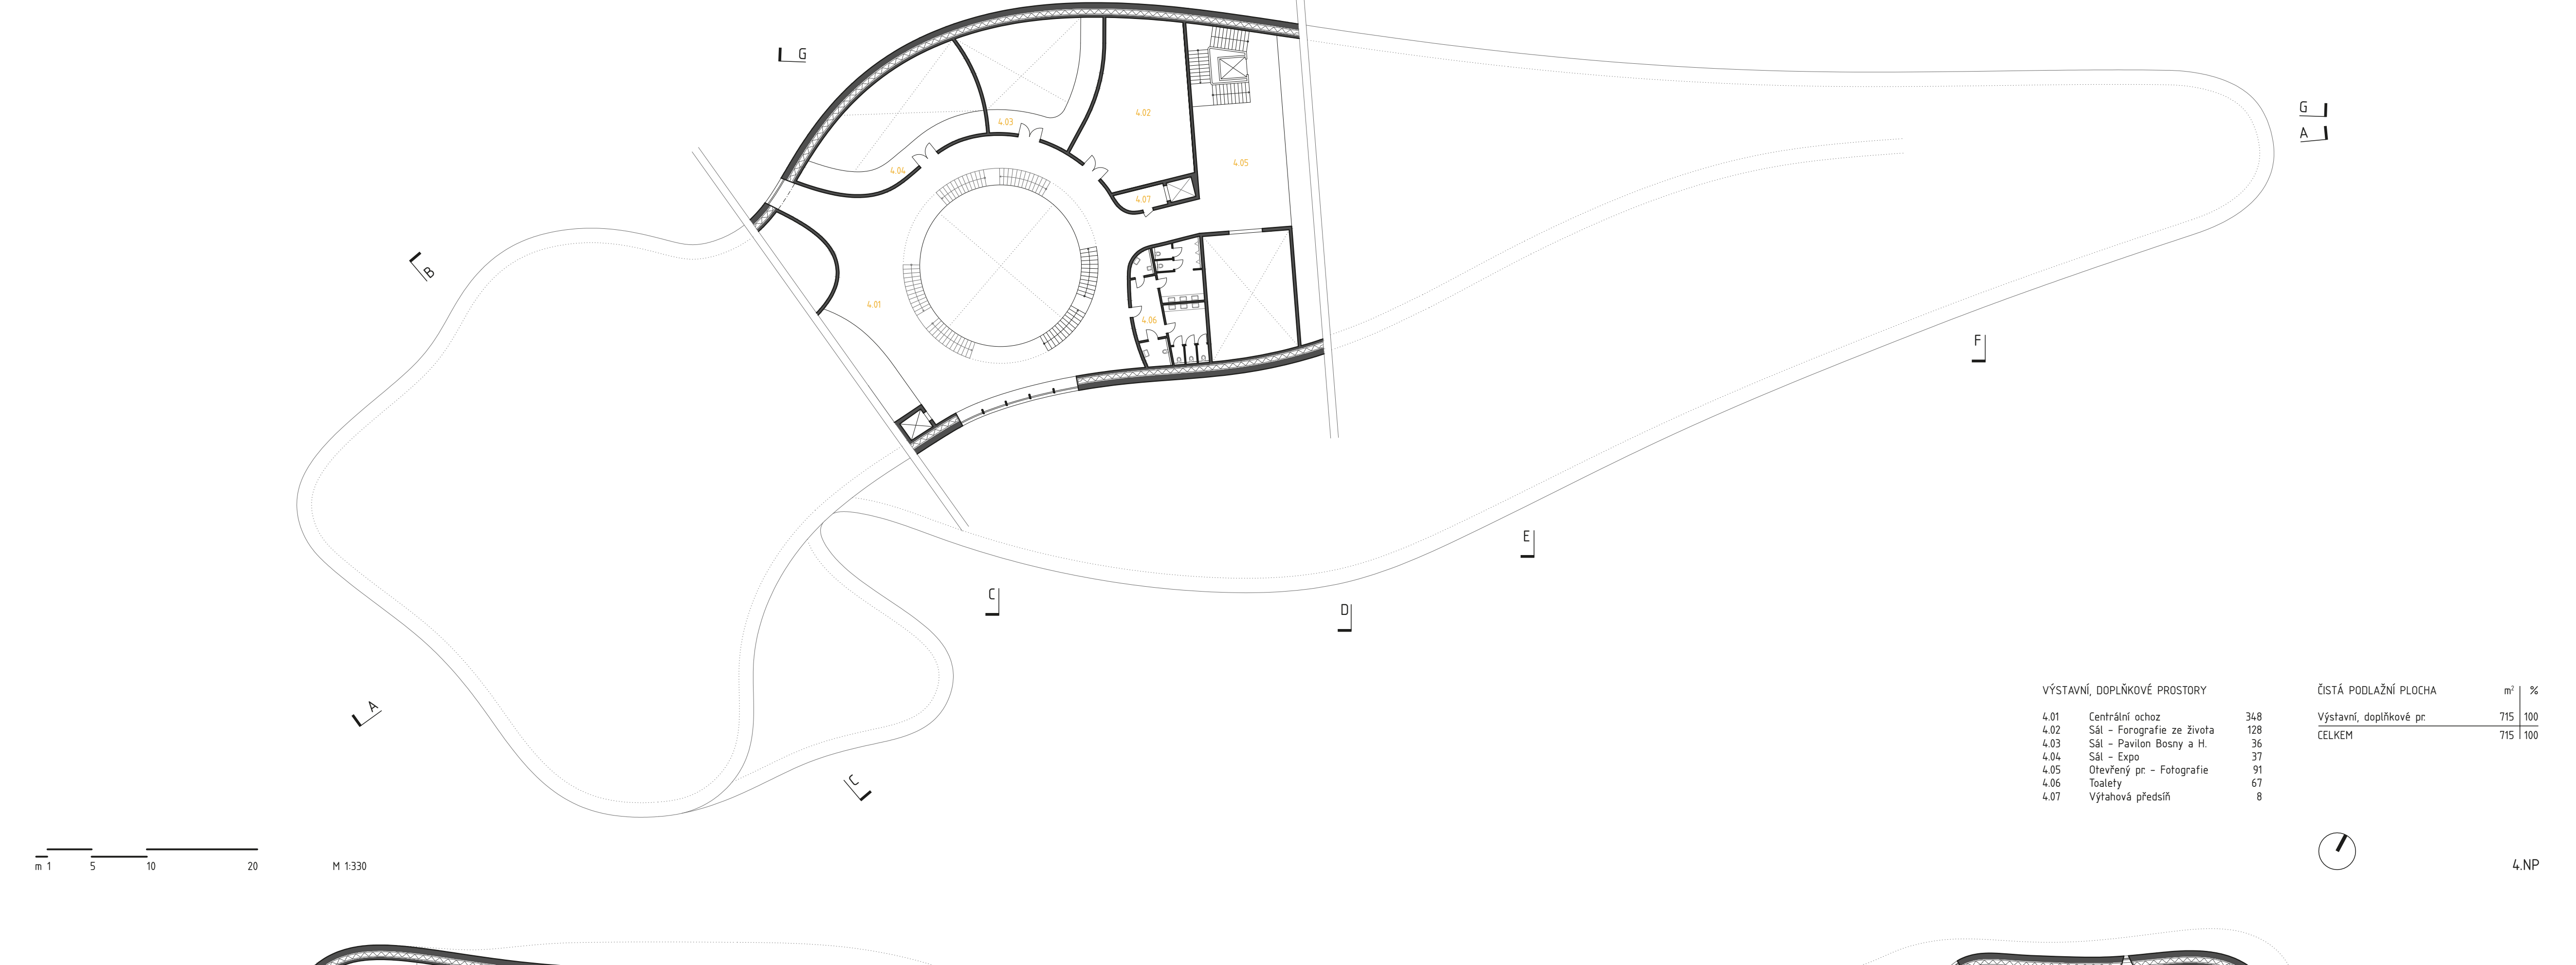 G
4.03
4.02
4.05
4.04
4.07
4.01
4.06
G
A
B
F
E
C
D
A
C
VÝSTAVNÍ, DOPLŇKOVÉ PROSTORY
4.01 Centrální ochoz 348
4.02 Sál - Forografie ze života 128
4.03 Sál - Pavilon Bosny a H. 36
4.04 Sál - Expo 37
4.05 Otevřený pr. - Fotografie 91
4.06 Toalety 67
4.07 Výtahová předsíň 8
ČISTÁ PODLAŽNÍ PLOCHA m² %
Výstavní, doplňkové pr. 715 100
CELKEM 715 100
m 1 5 10 20
M 1:330
4.NP